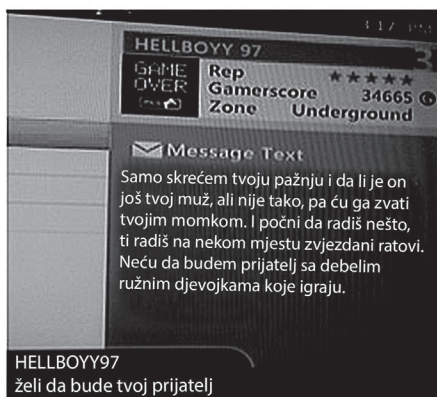 3:17 PM
HELLBOYY 97
GAME
OVER
Rep ★★★★★
Gamerscore 34665 G
Zone Underground
Message Text
Samo skrećem tvoju pažnju i da li je on
još tvoj muž, ali nije tako, pa ću ga zvati
tvojim momkom. I počni da radiš nešto,
ti radiš na nekom mjestu zvjezdani ratovi.
Neću da budem prijatelj sa debelim
ružnim djevojkama koje igraju.
HELLBOYY97
želi da bude tvoj prijatelj